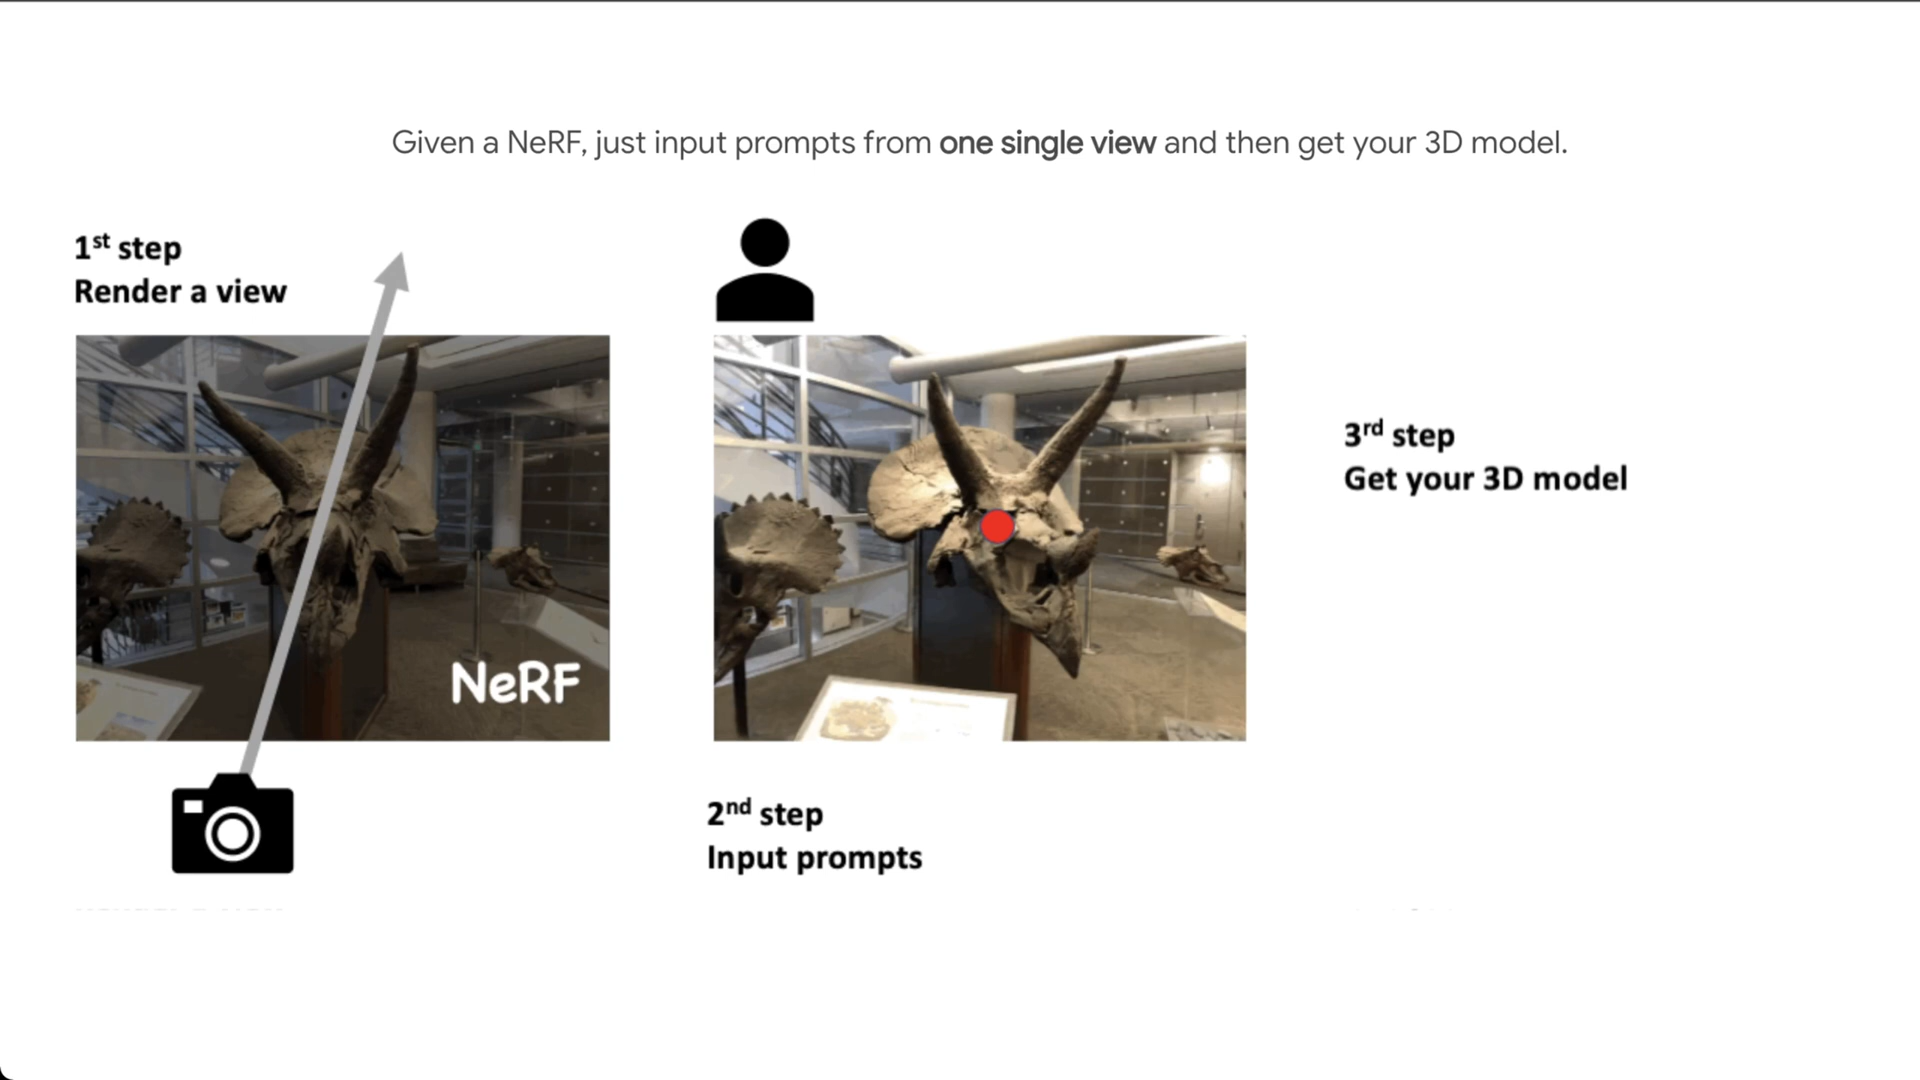 Given a NeRF, just input prompts from one single view and then get your 3D model.
1st step
Render a view
NeRF
2nd step
Input prompts
3rd step
Get your 3D model